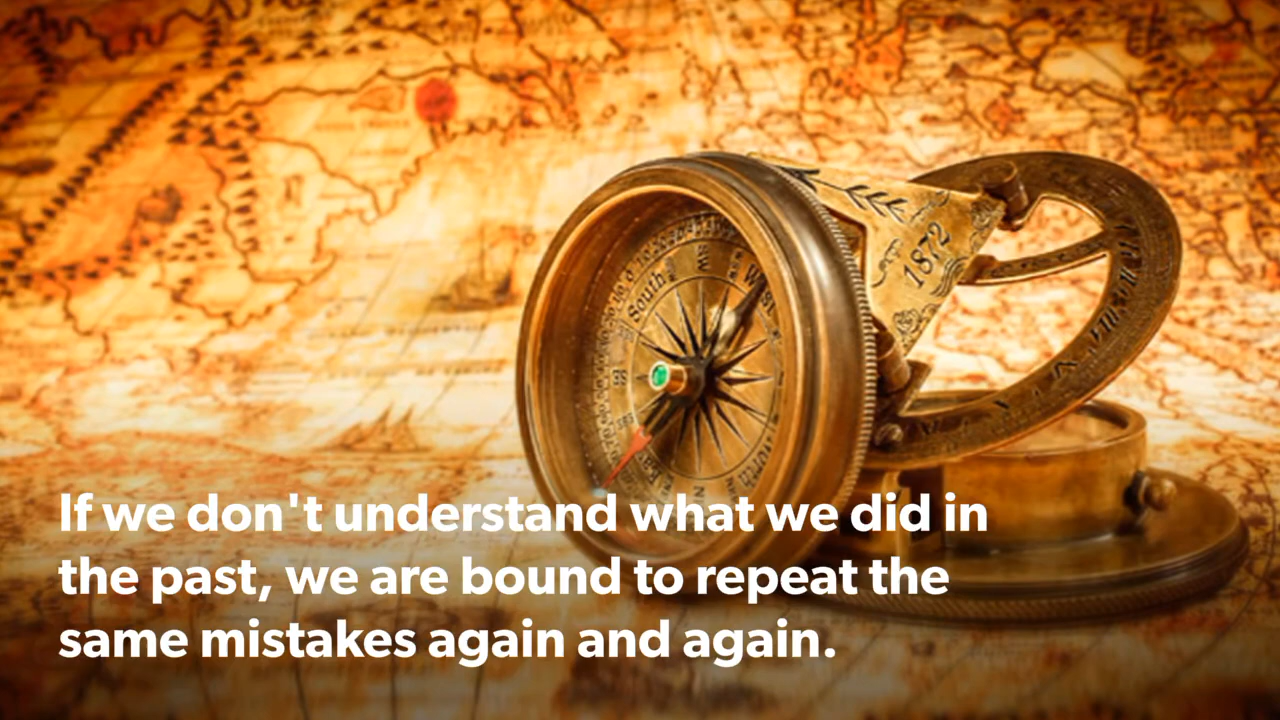 South
West
1872
If we don't understand what we did in
the past, we are bound to repeat the
same mistakes again and again.